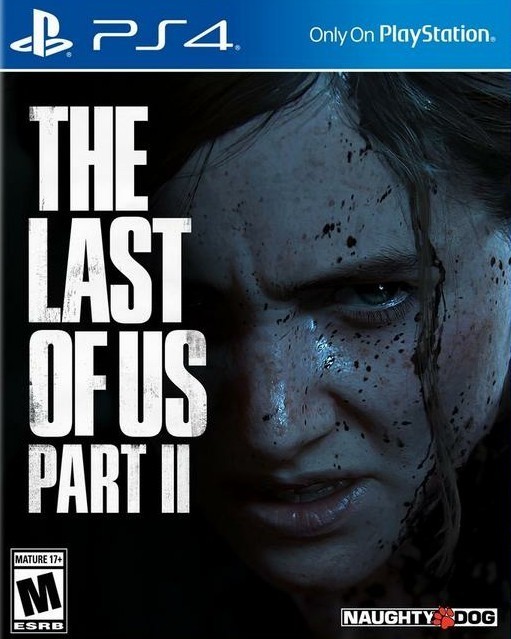 PS4
Only On PlayStation®
THE
LAST
OF US
PART II
MATURE 17+
M
ESRB
NAUGHTY DOG